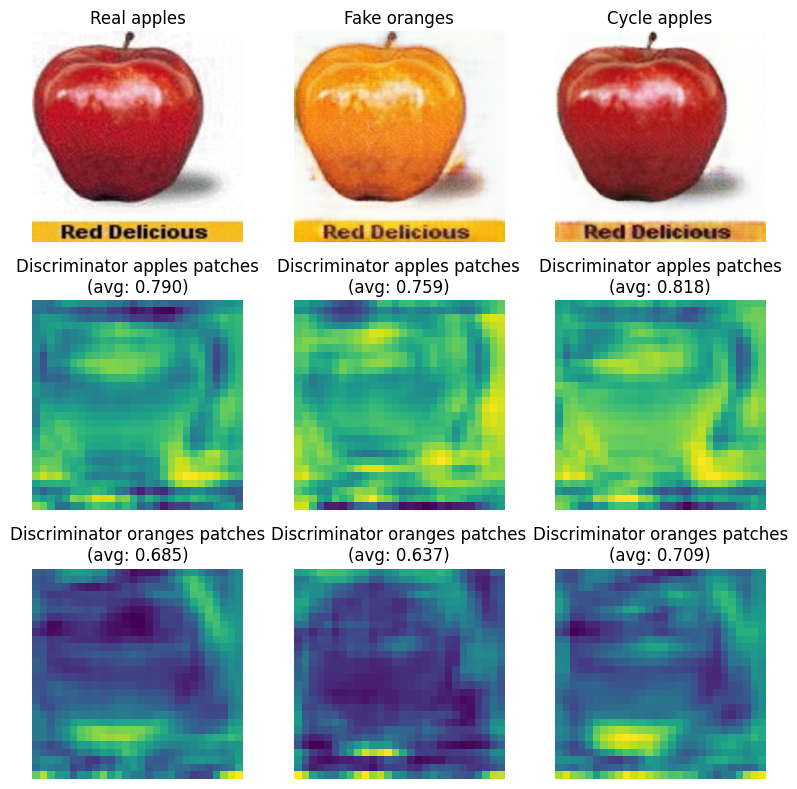 Real apples
Fake oranges
Cycle apples
Red Delicious
Red Delicious
Red Delicious
Discriminator apples patches
(avg: 0.790)
Discriminator apples patches
(avg: 0.759)
Discriminator apples patches
(avg: 0.818)
Discriminator oranges patches
(avg: 0.685)
Discriminator oranges patches
(avg: 0.637)
Discriminator oranges patches
(avg: 0.709)